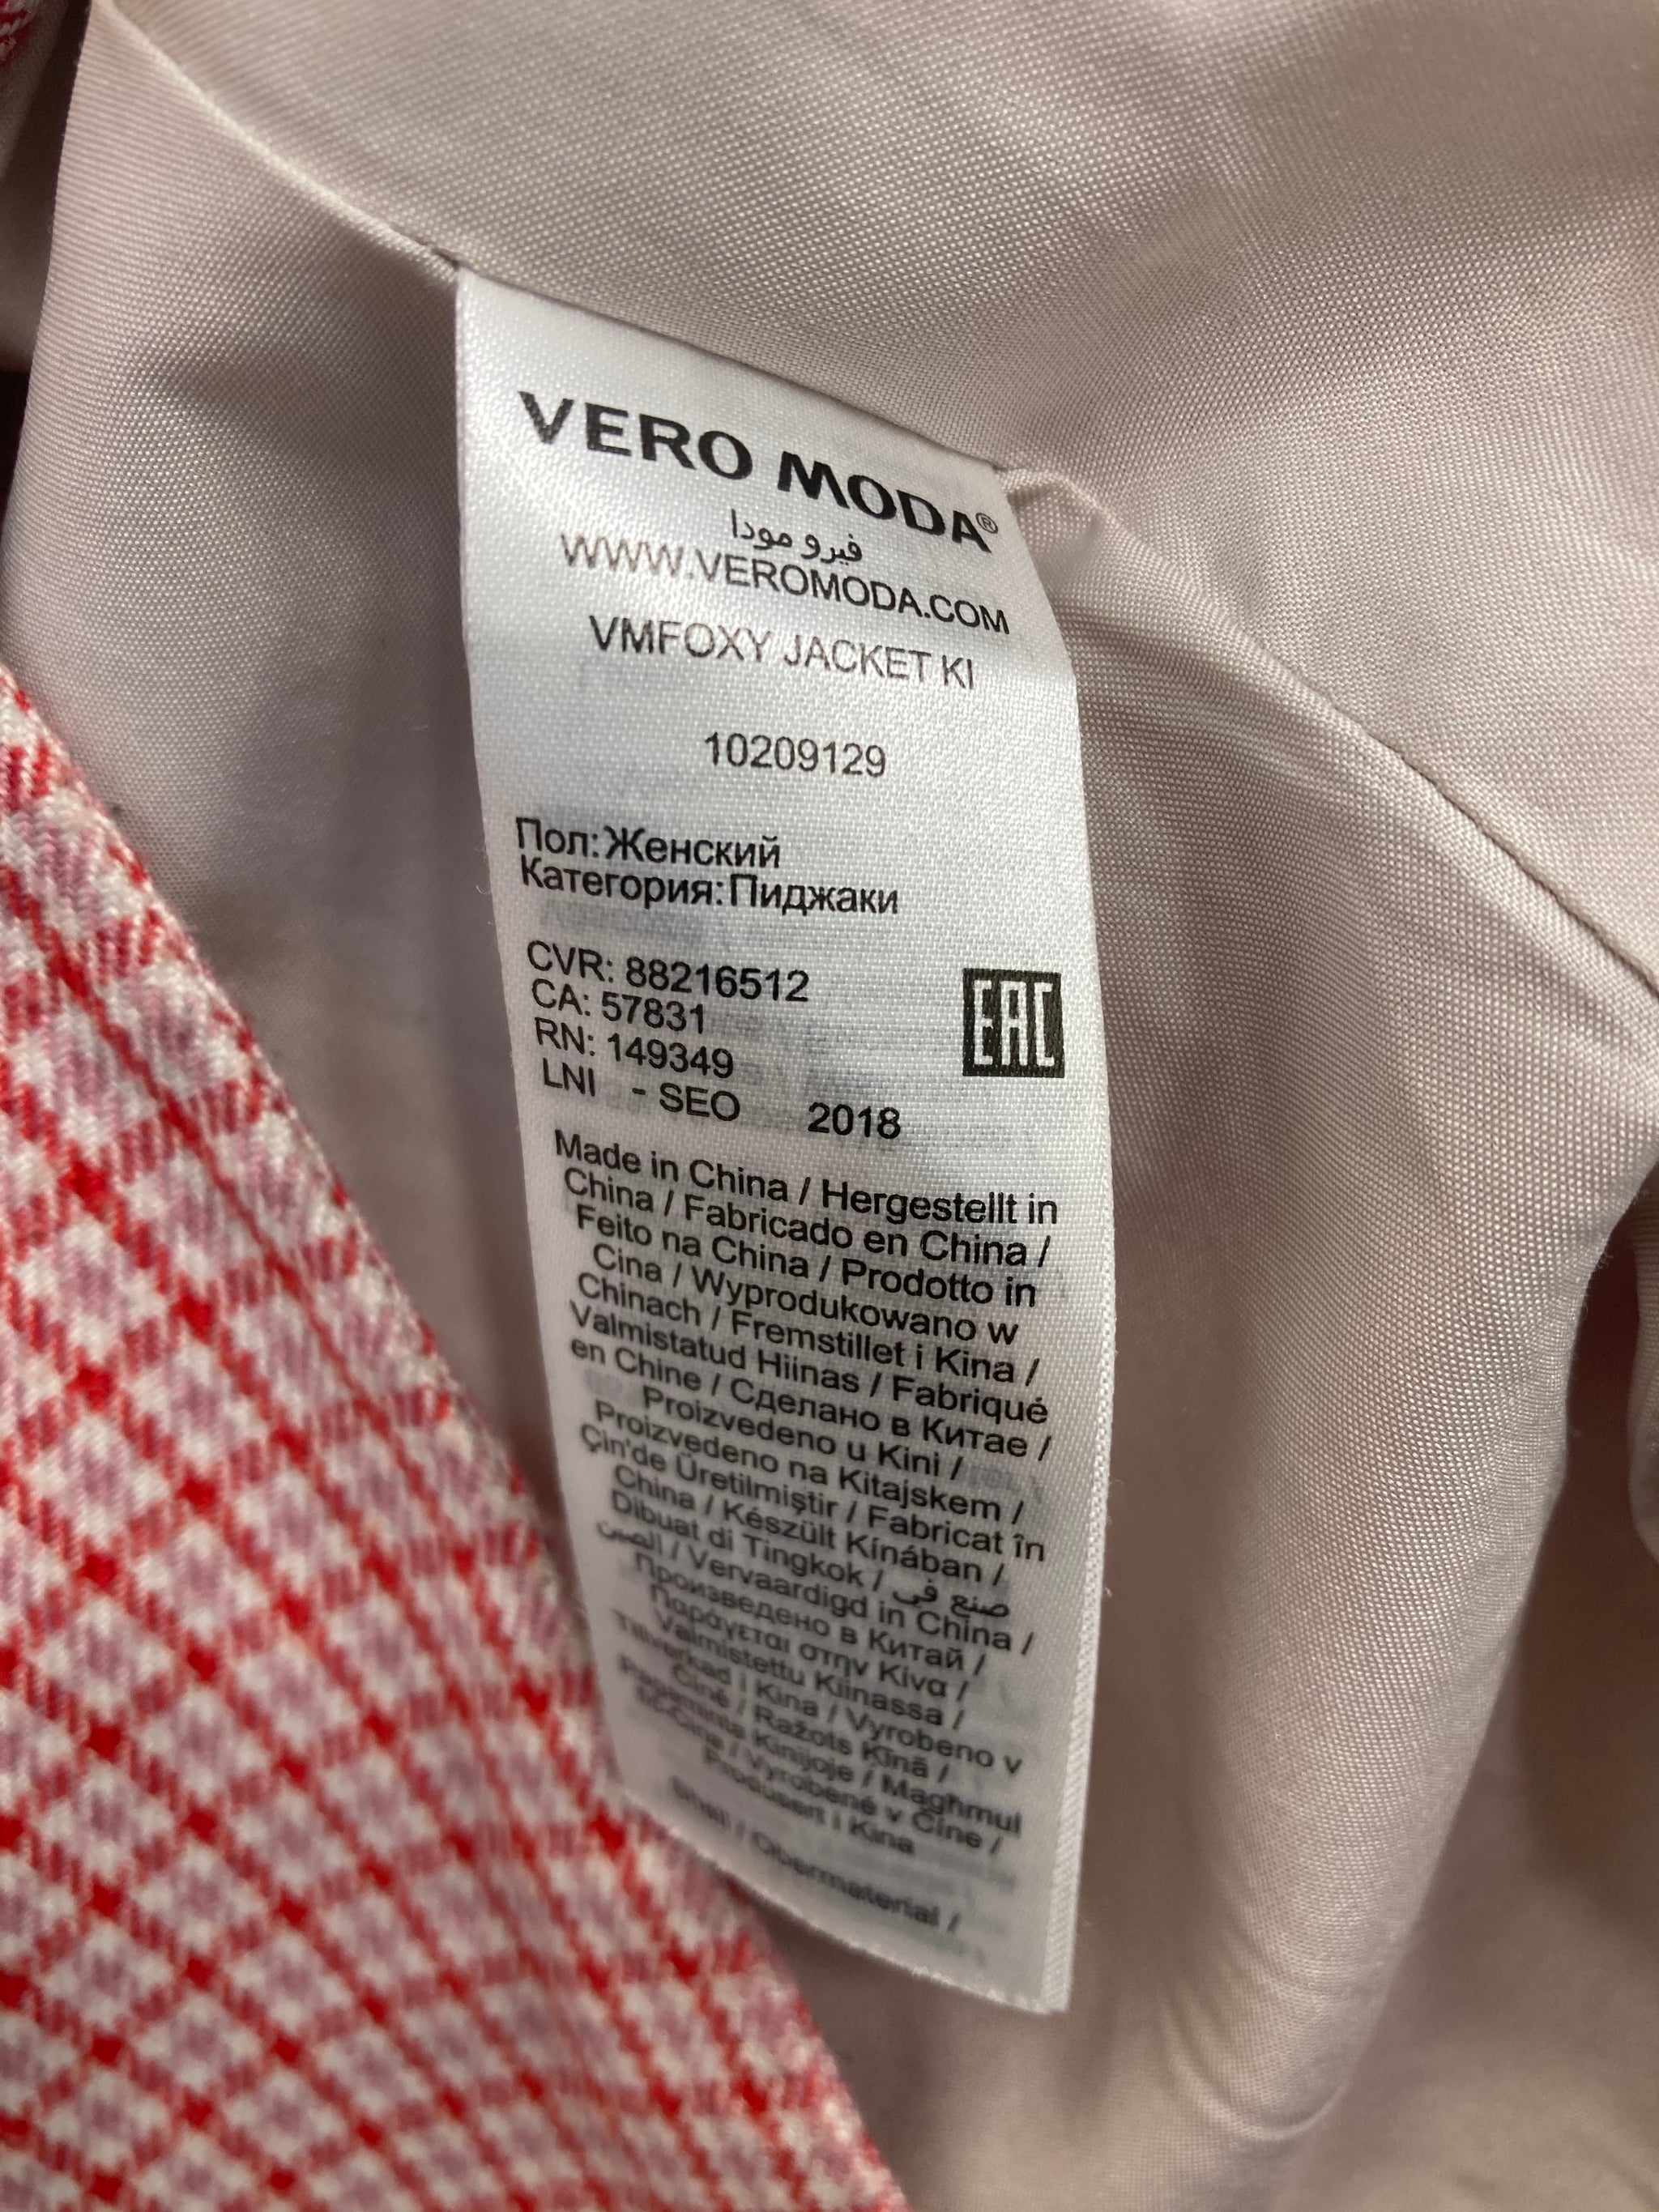 VERO MODA®
فيرو مودا
WWW.VEROMODA.COM
VMFOXY JACKET KI
10209129
Пол:Женский
Категория:Пиджаки
CVR: 88216512
CA: 57831
RN: 149349
EAC
LNI - SEO 2018
Made in China / Hergestellt in
China / Fabricado en China /
Feito na China / Prodotto in
Cina / Wyprodukowano w
Chinach / Fremstillet i Kina /
Valmistatud Hiinas / Fabriqué
en Chine / Сделано в Китае /
Proizvedeno u Kini /
Proizvedeno na Kitajskem /
Çin'de Üretilmiştir / Fabricat în
China / Készült Kínában /
Dibuat di Tingkok / صنع في
الصين / Vervaardigd in China /
Произведено в Китай /
Παράγεται στην Κίνα /
Valmistettu Kiinassa /
Tillverkad i Kina / Vyrobeno v
Číně / Ražots Ķīnā /
Pagaminta Kinijoje / Magħmul
fiċ-Ċina / Vyrobené v Číne /
Produsert i Kina
Shell / Obermaterial /